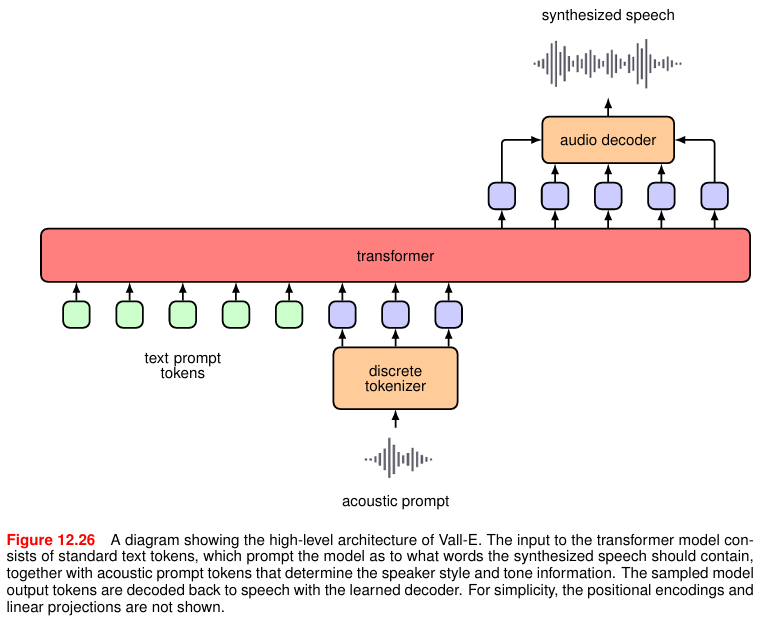 synthesized speech
audio decoder
transformer
text prompt
tokens
discrete
tokenizer
acoustic prompt
Figure 12.26 A diagram showing the high-level architecture of Vall-E. The input to the transformer model con-
sists of standard text tokens, which prompt the model as to what words the synthesized speech should contain,
together with acoustic prompt tokens that determine the speaker style and tone information. The sampled model
output tokens are decoded back to speech with the learned decoder. For simplicity, the positional encodings and
linear projections are not shown.